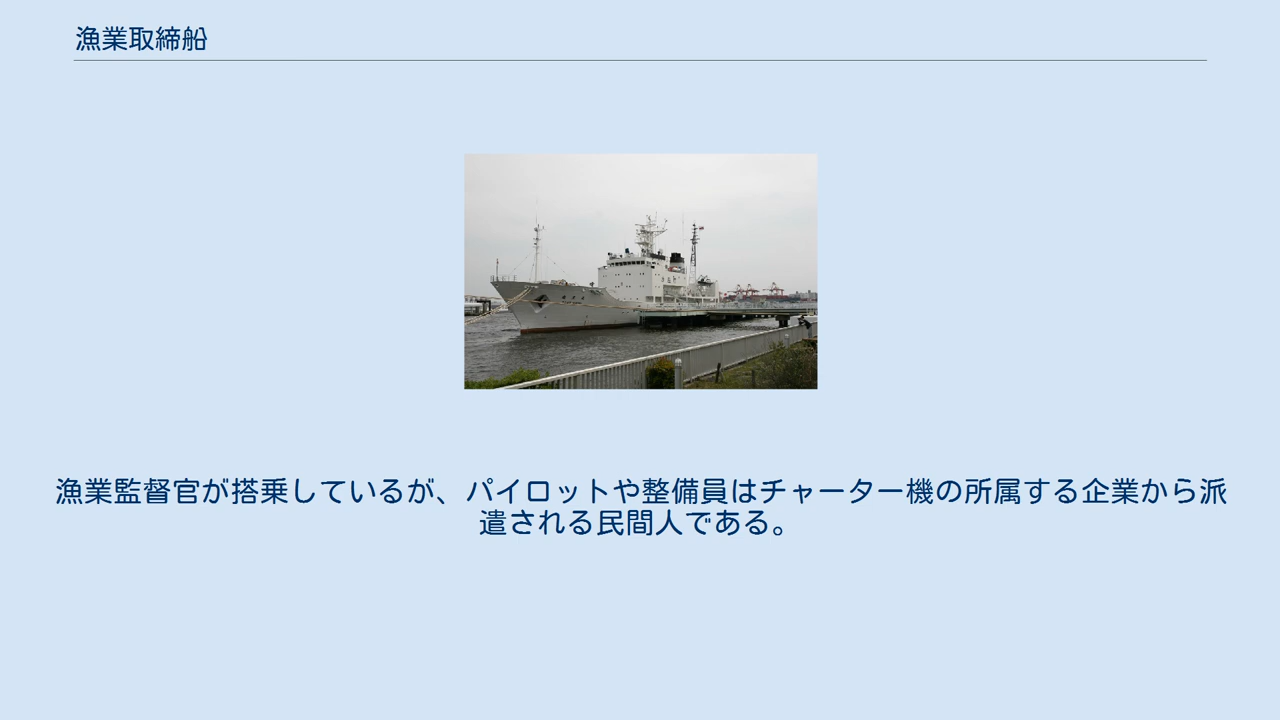 漁業取締船
漁業監督官が搭乗しているが、パイロットや整備員はチャーター機の所属する企業から派
遣される民間人である。